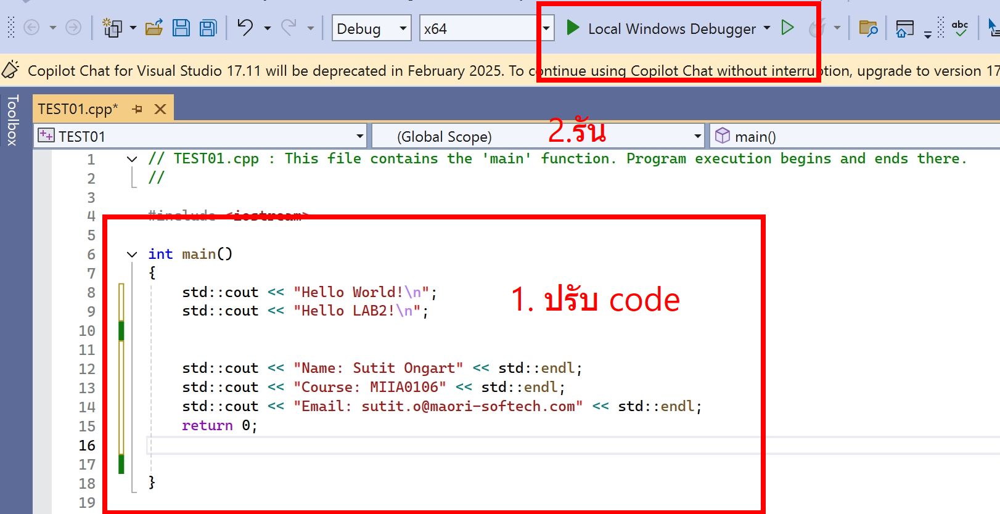 Debug x64 Local Windows Debugger abc
Copilot Chat for Visual Studio 17.11 will be deprecated in February 2025. To continue using Copilot Chat without interruption, upgrade to version 17
Toolbox
TEST01.cpp*
TEST01 (Global Scope) main()
2.รัน
1 // TEST01.cpp : This file contains the 'main' function. Program execution begins and ends there.
2 //
3
4 #include <iostream>
5
6 int main()
7 {
8 std::cout << "Hello World!\n";
1. ปรับ code
9 std::cout << "Hello LAB2!\n";
10
11
12 std::cout << "Name: Sutit Ongart" << std::endl;
13 std::cout << "Course: MIIA0106" << std::endl;
14 std::cout << "Email: sutit.o@maori-softech.com" << std::endl;
15 return 0;
16
17
18 }
19